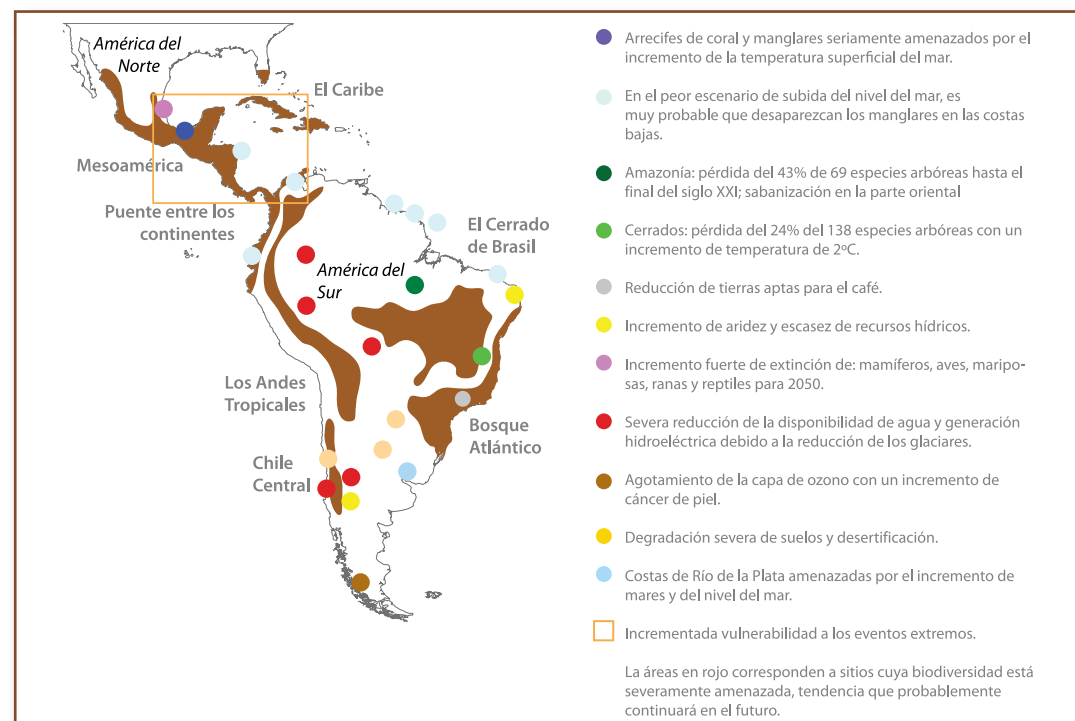 América del
Norte
El Caribe
Mesoamérica
Puente entre los
continentes
El Cerrado
de Brasil
América del
Sur
Los Andes
Tropicales
Bosque
Atlántico
Chile
Central
Arrecifes de coral y manglares seriamente amenazados por el
incremento de la temperatura superficial del mar.
En el peor escenario de subida del nivel del mar, es
muy probable que desaparezcan los manglares en las costas
bajas.
Amazonía: pérdida del 43% de 69 especies arbóreas hasta el
final del siglo XXI; sabanización en la parte oriental
Cerrados: pérdida del 24% del 138 especies arbóreas con un
incremento de temperatura de 2ºC.
Reducción de tierras aptas para el café.
Incremento de aridez y escasez de recursos hídricos.
Incremento fuerte de extinción de: mamíferos, aves, maripo-
sas, ranas y reptiles para 2050.
Severa reducción de la disponibilidad de agua y generación
hidroeléctrica debido a la reducción de los glaciares.
Agotamiento de la capa de ozono con un incremento de
cáncer de piel.
Degradación severa de suelos y desertificación.
Costas de Río de la Plata amenazadas por el incremento de
mares y del nivel del mar.
Incrementada vulnerabilidad a los eventos extremos.
La áreas en rojo corresponden a sitios cuya biodiversidad está
severamente amenazada, tendencia que probablemente
continuará en el futuro.